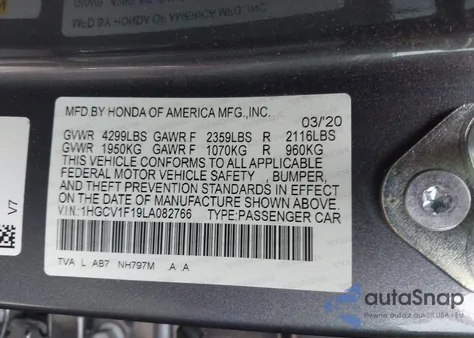 MFD.BY HONDA OF AMERICA MFG.,INC.
03/20
GVWR 4299LBS GAWR F 2359LBS R 2116LBS
GVWR 1950KG GAWR F 1070KG R 960KG
THIS VEHICLE CONFORMS TO ALL APPLICABLE
FEDERAL MOTOR VEHICLE SAFETY , BUMPER,
AND THEFT PREVENTION STANDARDS IN EFFECT
ON THE DATE OF MANUFACTURE SHOWN ABOVE.
V.I.N:1HGCV1F19LA082766 TYPE:PASSENGER CAR
TVA L AB7 NH797M .A A
V7
autaSnap